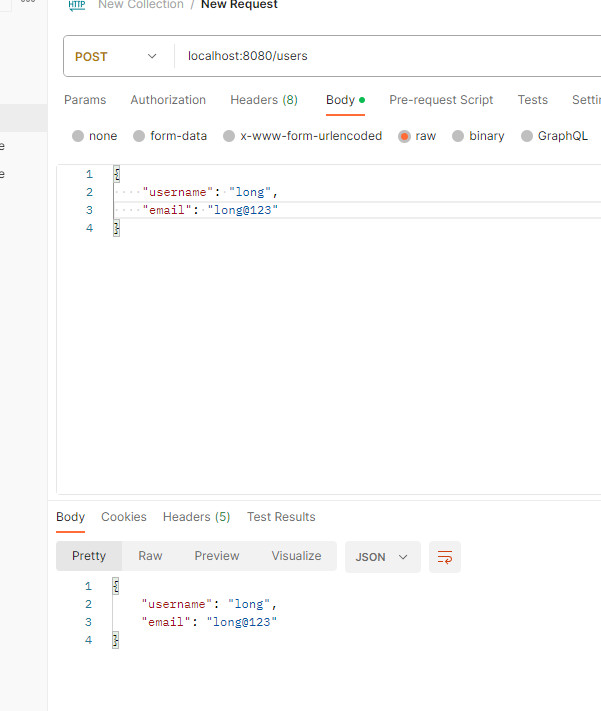 HTTP New Collection / New Request
POST localhost:8080/users
Params Authorization Headers (8) Body Pre-request Script Tests Setti
none form-data x-www-form-urlencoded raw binary GraphQL
1 {
2 "username": "long",
3 "email": "long@123"
4 }
Body Cookies Headers (5) Test Results
Pretty Raw Preview Visualize JSON
1 {
2 "username": "long",
3 "email": "long@123"
4 }